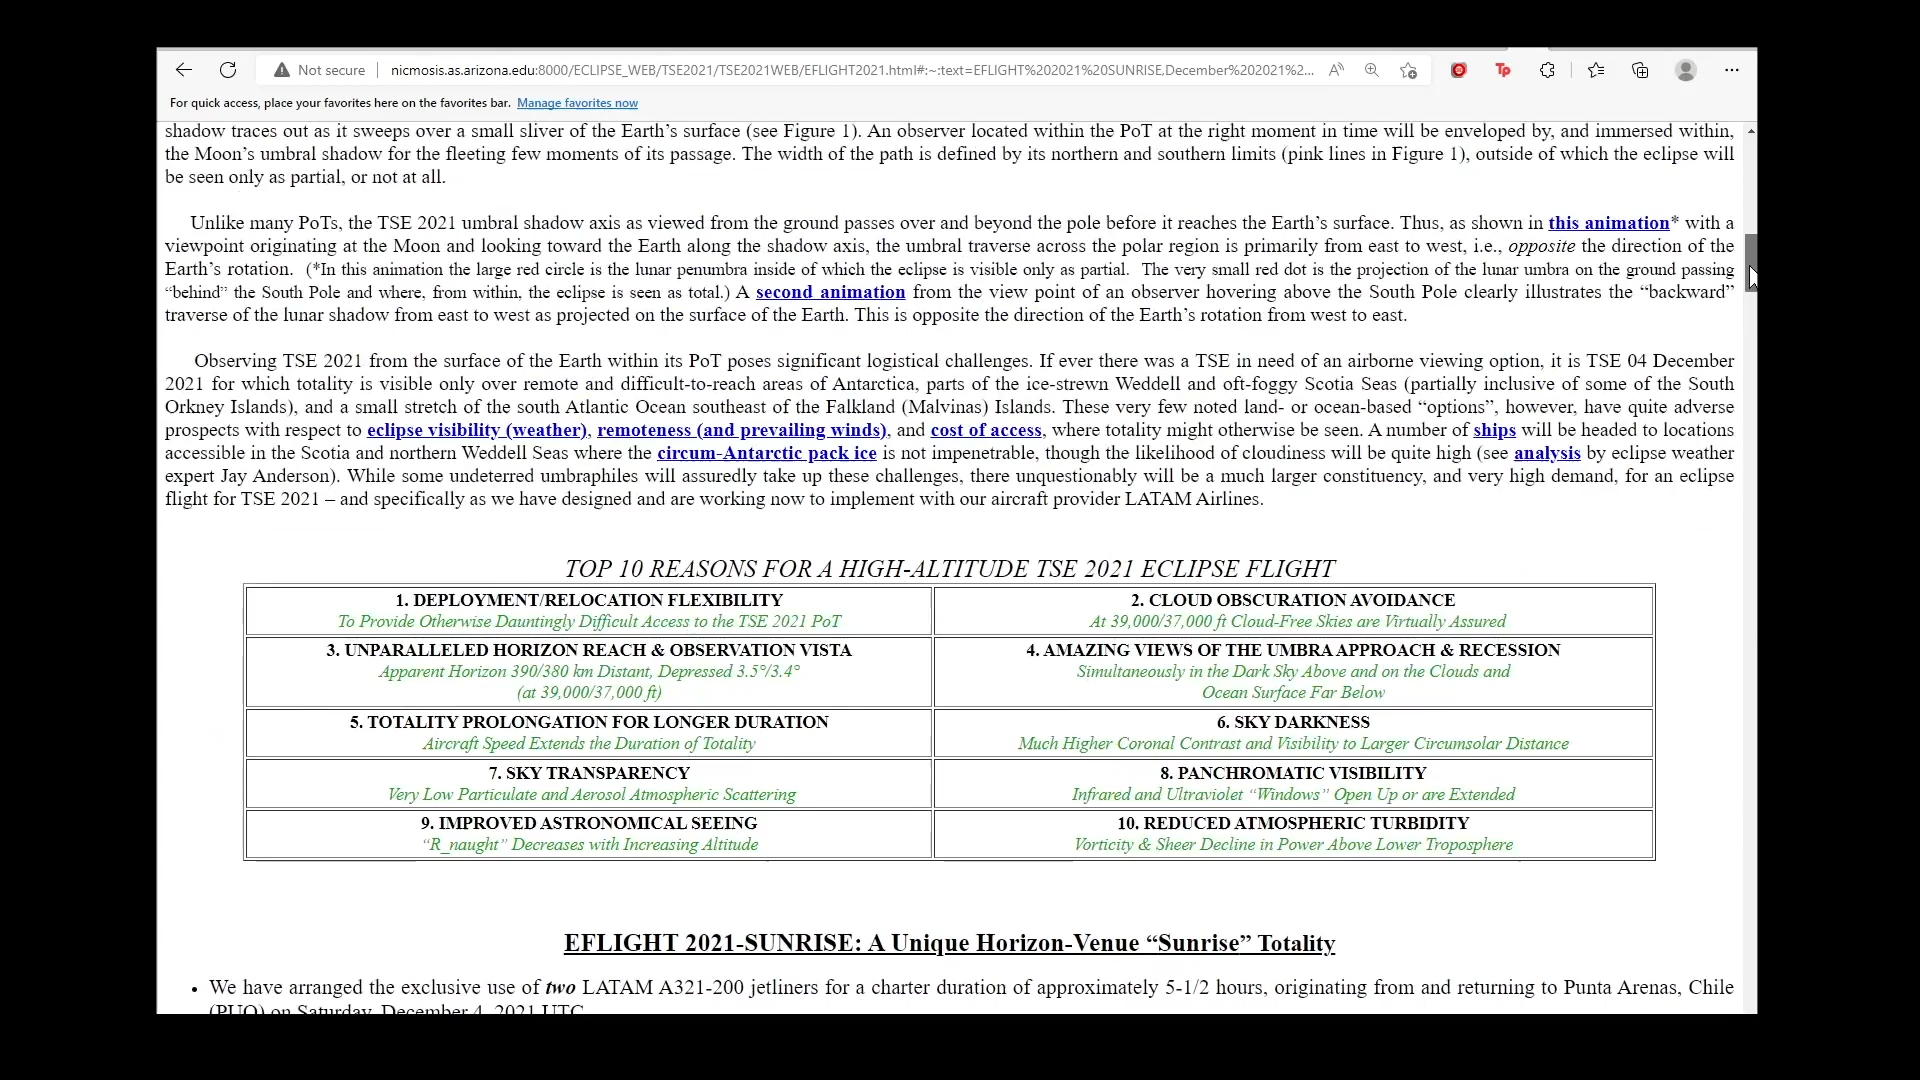 Not secure | nicmosis.as.arizona.edu:8000/ECLIPSE_WEB/TSE2021/TSE2021WEB/EFLIGHT2021.html#:~:text=EFLIGHT%202021%20SUNRISE,December%202021%2...
For quick access, place your favorites here on the favorites bar. Manage favorites now
shadow traces out as it sweeps over a small sliver of the Earth's surface (see Figure 1). An observer located within the PoT at the right moment in time will be enveloped by, and immersed within,
the Moon's umbral shadow for the fleeting few moments of its passage. The width of the path is defined by its northern and southern limits (pink lines in Figure 1), outside of which the eclipse will
be seen only as partial, or not at all.
Unlike many PoTs, the TSE 2021 umbral shadow axis as viewed from the ground passes over and beyond the pole before it reaches the Earth's surface. Thus, as shown in this animation* with a
viewpoint originating at the Moon and looking toward the Earth along the shadow axis, the umbral traverse across the polar region is primarily from east to west, i.e., opposite the direction of the
Earth's rotation. (*In this animation the large red circle is the lunar penumbra inside of which the eclipse is visible only as partial. The very small red dot is the projection of the lunar umbra on the ground passing
“behind” the South Pole and where, from within, the eclipse is seen as total.) A second animation from the view point of an observer hovering above the South Pole clearly illustrates the “backward”
traverse of the lunar shadow from east to west as projected on the surface of the Earth. This is opposite the direction of the Earth's rotation from west to east.
Observing TSE 2021 from the surface of the Earth within its PoT poses significant logistical challenges. If ever there was a TSE in need of an airborne viewing option, it is TSE 04 December
2021 for which totality is visible only over remote and difficult-to-reach areas of Antarctica, parts of the ice-strewn Weddell and oft-foggy Scotia Seas (partially inclusive of some of the South
Orkney Islands), and a small stretch of the south Atlantic Ocean southeast of the Falkland (Malvinas) Islands. These very few noted land- or ocean-based “options”, however, have quite adverse
prospects with respect to eclipse visibility (weather), remoteness (and prevailing winds), and cost of access, where totality might otherwise be seen. A number of ships will be headed to locations
accessible in the Scotia and northern Weddell Seas where the circum-Antarctic pack ice is not impenetrable, though the likelihood of cloudiness will be quite high (see analysis by eclipse weather
expert Jay Anderson). While some undeterred umbraphiles will assuredly take up these challenges, there unquestionably will be a much larger constituency, and very high demand, for an eclipse
flight for TSE 2021 – and specifically as we have designed and are working now to implement with our aircraft provider LATAM Airlines.
TOP 10 REASONS FOR A HIGH-ALTITUDE TSE 2021 ECLIPSE FLIGHT
1. DEPLOYMENT/RELOCATION FLEXIBILITY
To Provide Otherwise Dauntingly Difficult Access to the TSE 2021 PoT
2. CLOUD OBSCURATION AVOIDANCE
At 39,000/37,000 ft Cloud-Free Skies are Virtually Assured
3. UNPARALLELED HORIZON REACH & OBSERVATION VISTA
Apparent Horizon 390/380 km Distant, Depressed 3.5°/3.4°
(at 39,000/37,000 ft)
4. AMAZING VIEWS OF THE UMBRA APPROACH & RECESSION
Simultaneously in the Dark Sky Above and on the Clouds and
Ocean Surface Far Below
5. TOTALITY PROLONGATION FOR LONGER DURATION
Aircraft Speed Extends the Duration of Totality
6. SKY DARKNESS
Much Higher Coronal Contrast and Visibility to Larger Circumsolar Distance
7. SKY TRANSPARENCY
Very Low Particulate and Aerosol Atmospheric Scattering
8. PANCHROMATIC VISIBILITY
Infrared and Ultraviolet “Windows” Open Up or are Extended
9. IMPROVED ASTRONOMICAL SEEING
“R_naught” Decreases with Increasing Altitude
10. REDUCED ATMOSPHERIC TURBIDITY
Vorticity & Sheer Decline in Power Above Lower Troposphere
EFLIGHT 2021-SUNRISE: A Unique Horizon-Venue “Sunrise” Totality
• We have arranged the exclusive use of two LATAM A321-200 jetliners for a charter duration of approximately 5-1/2 hours, originating from and returning to Punta Arenas, Chile
(PUQ) on Saturday, December 4, 2021 UTC